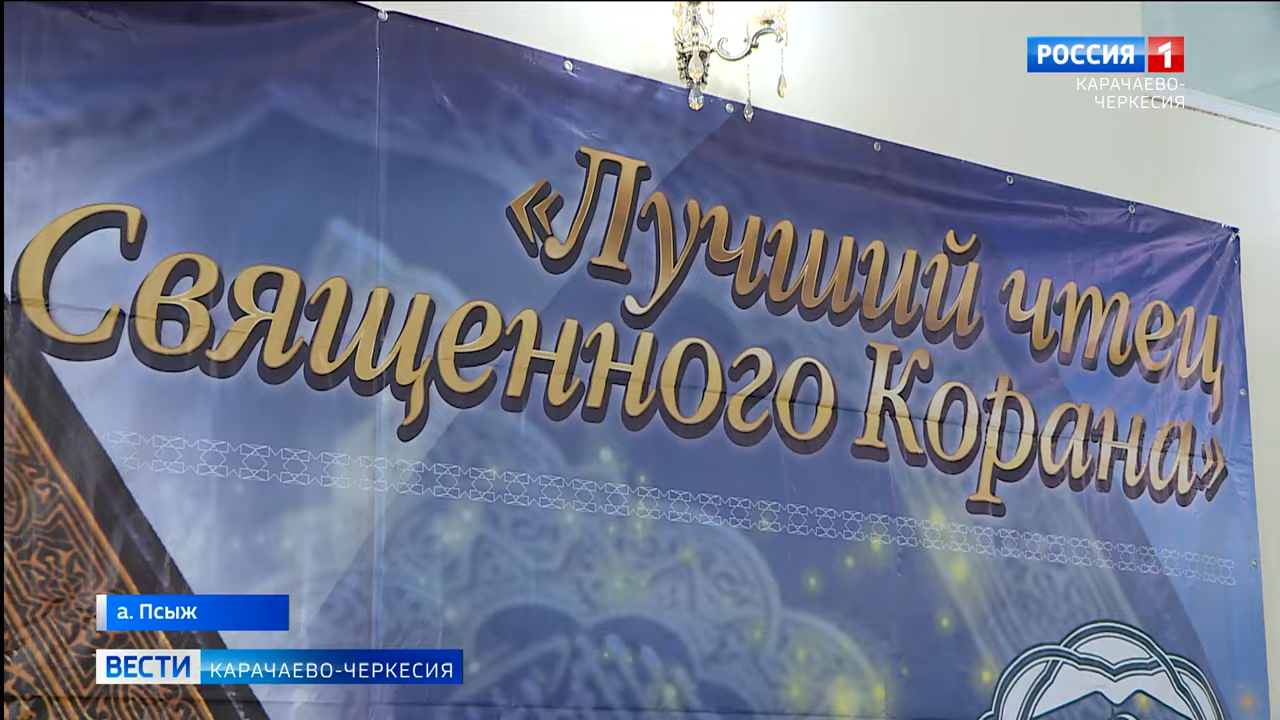 РОССИЯ 1
КАРАЧАЕВО-
ЧЕРКЕСИЯ
«Лучший чтец
Священного Корана»
а. Псыж
ВЕСТИ КАРАЧАЕВО-ЧЕРКЕСИЯ